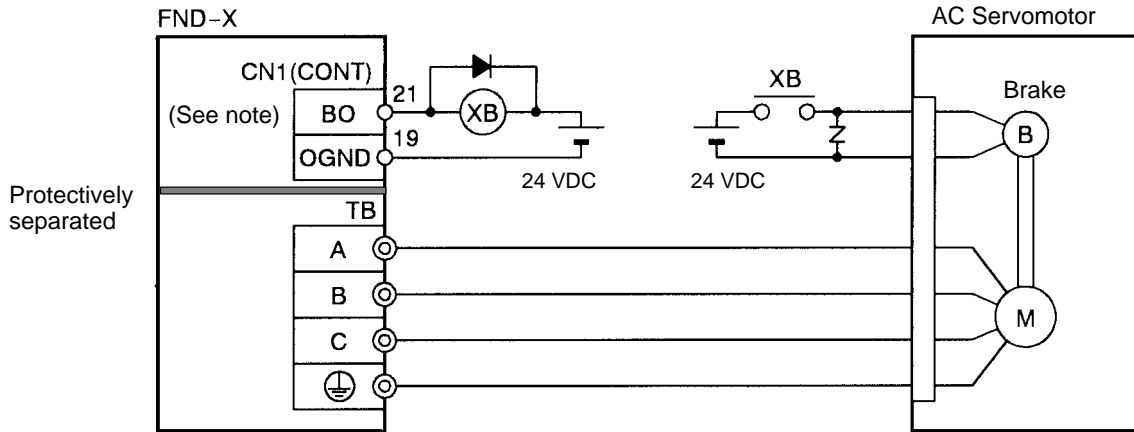 FND-X
AC Servomotor
CN1(CONT)
XB
(See note)
BO
21
XB
Brake
B
OGND
19
24 VDC
24 VDC
Protectively
separated
TB
A
B
C
M